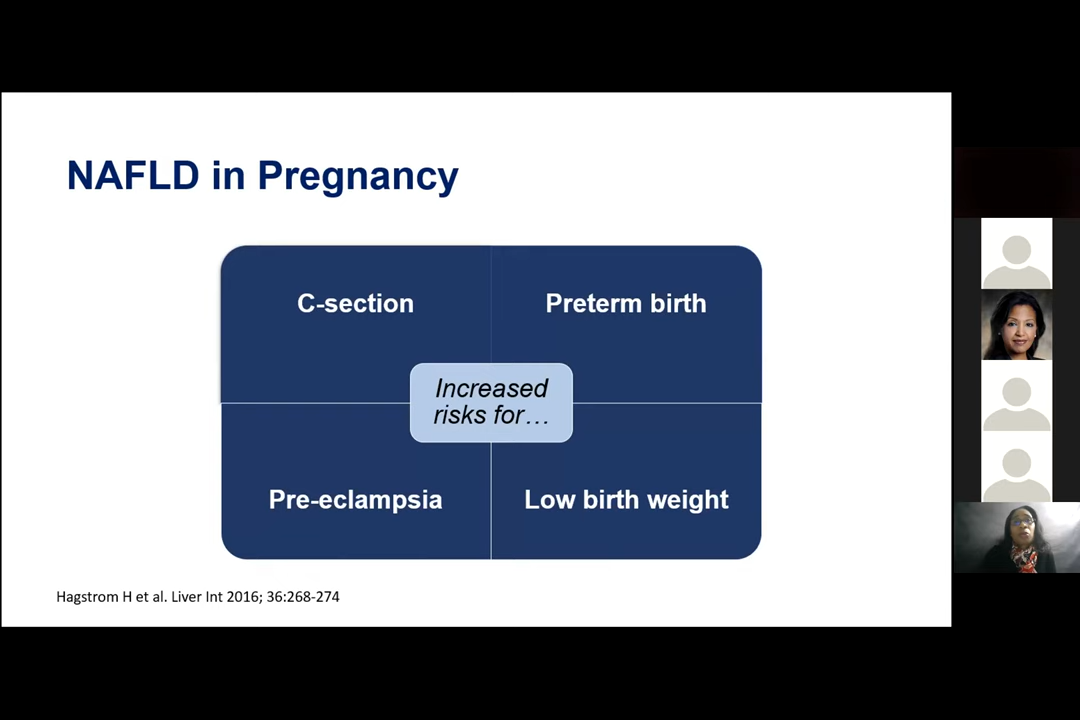 NAFLD in Pregnancy
C-section
Preterm birth
Increased
risks for…
Pre-eclampsia
Low birth weight
Hagstrom H et al. Liver Int 2016; 36:268-274